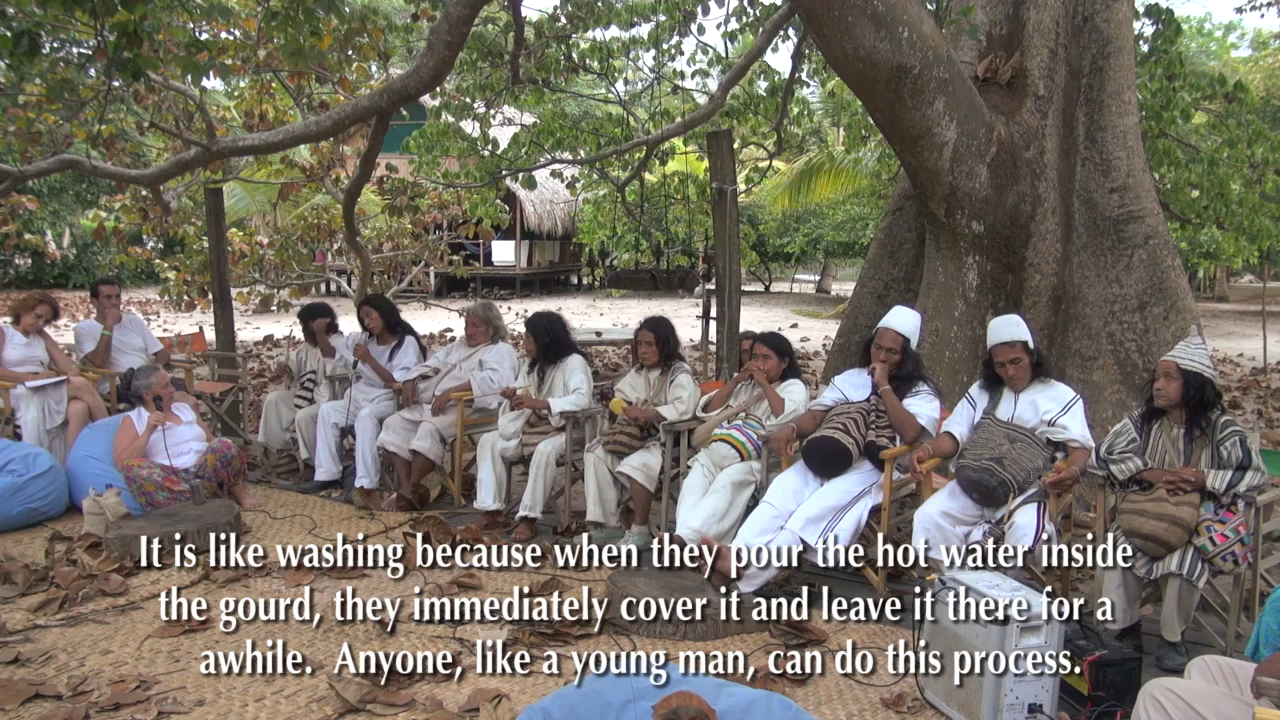 It is like washing because when they pour the hot water inside
the gourd, they immediately cover it and leave it there for a
awhile.  Anyone, like a young man, can do this process.